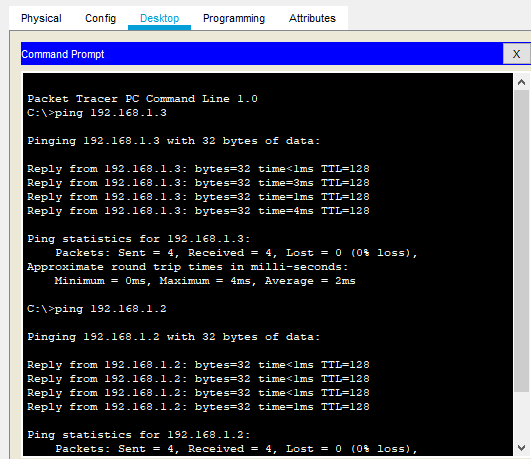 Physical Config Desktop Programming Attributes
Command Prompt X
Packet Tracer PC Command Line 1.0
C:\>ping 192.168.1.3
Pinging 192.168.1.3 with 32 bytes of data:
Reply from 192.168.1.3: bytes=32 time<1ms TTL=128
Reply from 192.168.1.3: bytes=32 time=3ms TTL=128
Reply from 192.168.1.3: bytes=32 time=1ms TTL=128
Reply from 192.168.1.3: bytes=32 time=4ms TTL=128
Ping statistics for 192.168.1.3:
Packets: Sent = 4, Received = 4, Lost = 0 (0% loss),
Approximate round trip times in milli-seconds:
Minimum = 0ms, Maximum = 4ms, Average = 2ms
C:\>ping 192.168.1.2
Pinging 192.168.1.2 with 32 bytes of data:
Reply from 192.168.1.2: bytes=32 time<1ms TTL=128
Reply from 192.168.1.2: bytes=32 time<1ms TTL=128
Reply from 192.168.1.2: bytes=32 time<1ms TTL=128
Reply from 192.168.1.2: bytes=32 time=1ms TTL=128
Ping statistics for 192.168.1.2:
Packets: Sent = 4, Received = 4, Lost = 0 (0% loss),